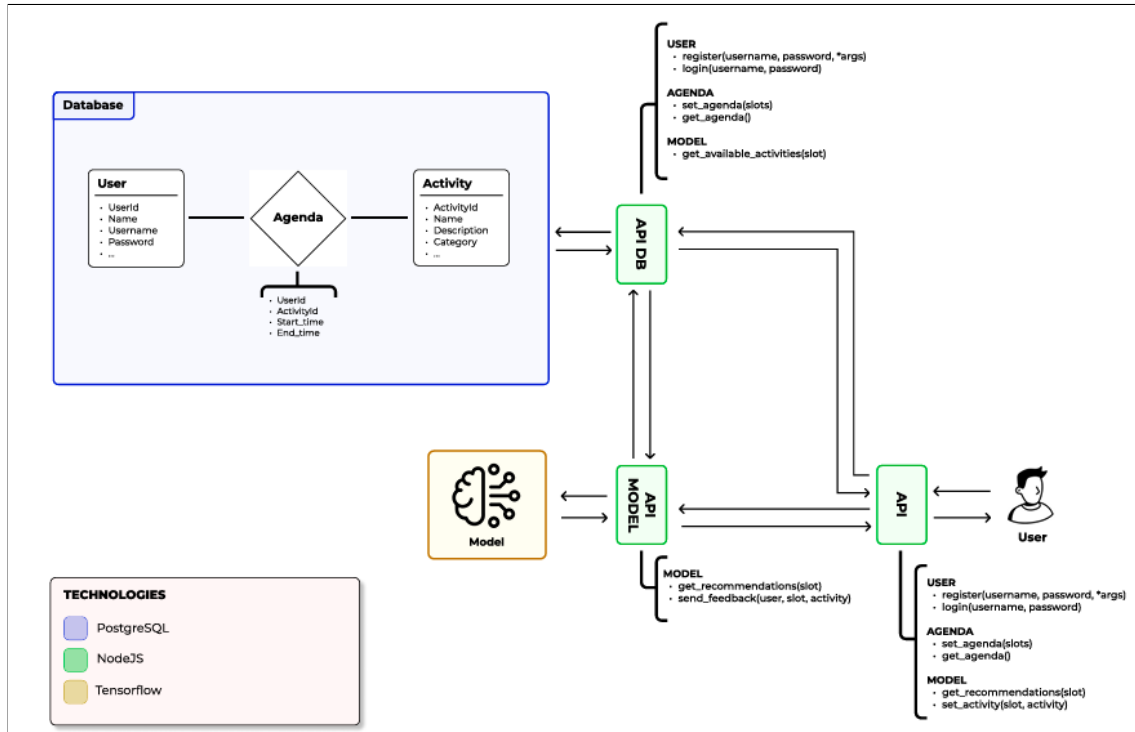 USER
· register(username, password, *args)
· login(username, password)
AGENDA
· set_agenda(slots)
· get_agenda()
MODEL
· get_available_activities(slot)
Database
User
· UserId
· Name
· Username
· Password
· ...
Agenda
· UserId
· ActivityId
· Start_time
· End_time
Activity
· ActivityId
· Name
· Description
· Category
· ...
API DB
Model
API
MODEL
API
User
MODEL
· get_recommendations(slot)
· send_feedback(user, slot, activity)
USER
· register(username, password, *args)
· login(username, password)
AGENDA
· set_agenda(slots)
· get_agenda()
MODEL
· get_recommendations(slot)
· set_activity(slot, activity)
TECHNOLOGIES
PostgreSQL
NodeJS
Tensorflow